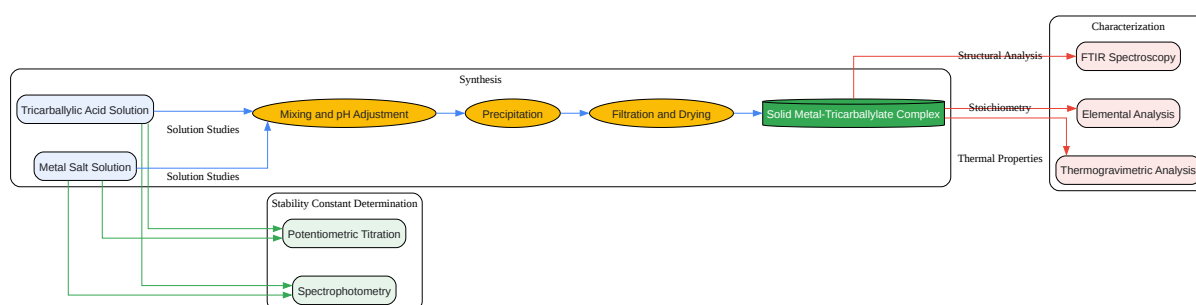 Characterization
Structural Analysis
FTIR Spectroscopy
Synthesis
Tricarballylic Acid Solution
Solution Studies
Mixing and pH Adjustment
Precipitation
Filtration and Drying
Solid Metal-Tricarballylate Complex
Stoichiometry
Elemental Analysis
Metal Salt Solution
Solution Studies
Thermal Properties
Thermogravimetric Analysis
Stability Constant Determination
Potentiometric Titration
Spectrophotometry